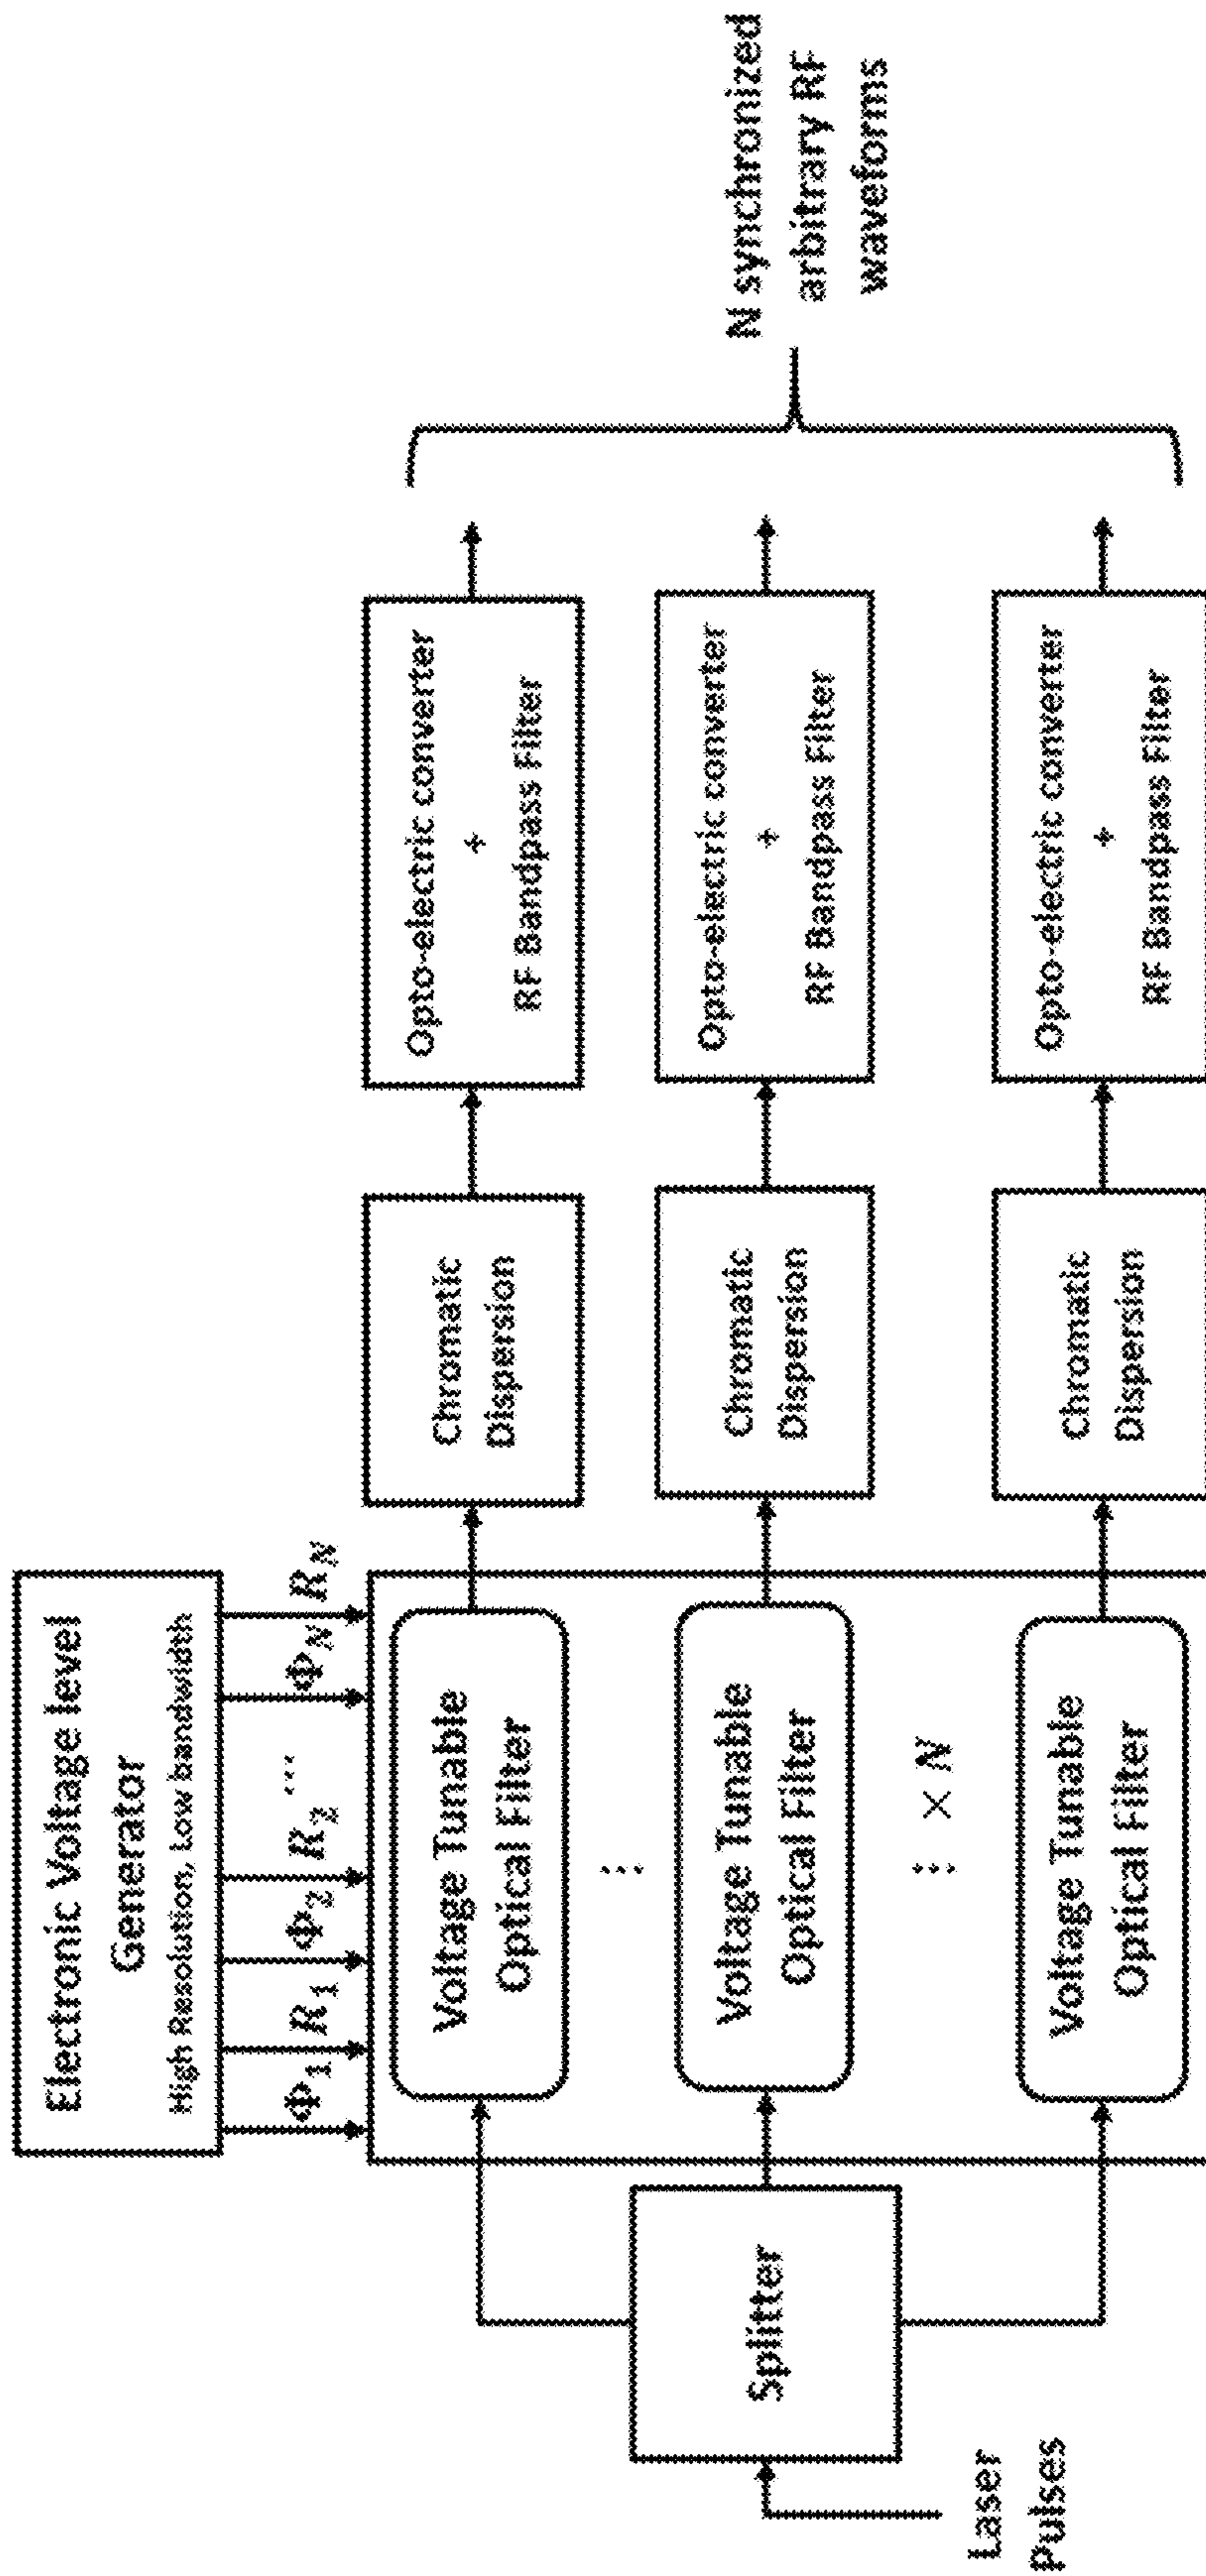 Electronic Voltage level
Generator
High Resolution, Low bandwidth
Φ1 R1 Φ2 R2 ... ΦN RN
Laser
Pulses
Splitter
Voltage Tunable
Optical Filter
Chromatic
Dispersion
Opto-electric converter
+
RF Bandpass Filter
⋮
Voltage Tunable
Optical Filter
Chromatic
Dispersion
Opto-electric converter
+
RF Bandpass Filter
⋮ × N
Voltage Tunable
Optical Filter
Chromatic
Dispersion
Opto-electric converter
+
RF Bandpass Filter
N synchronized
arbitrary RF
waveforms